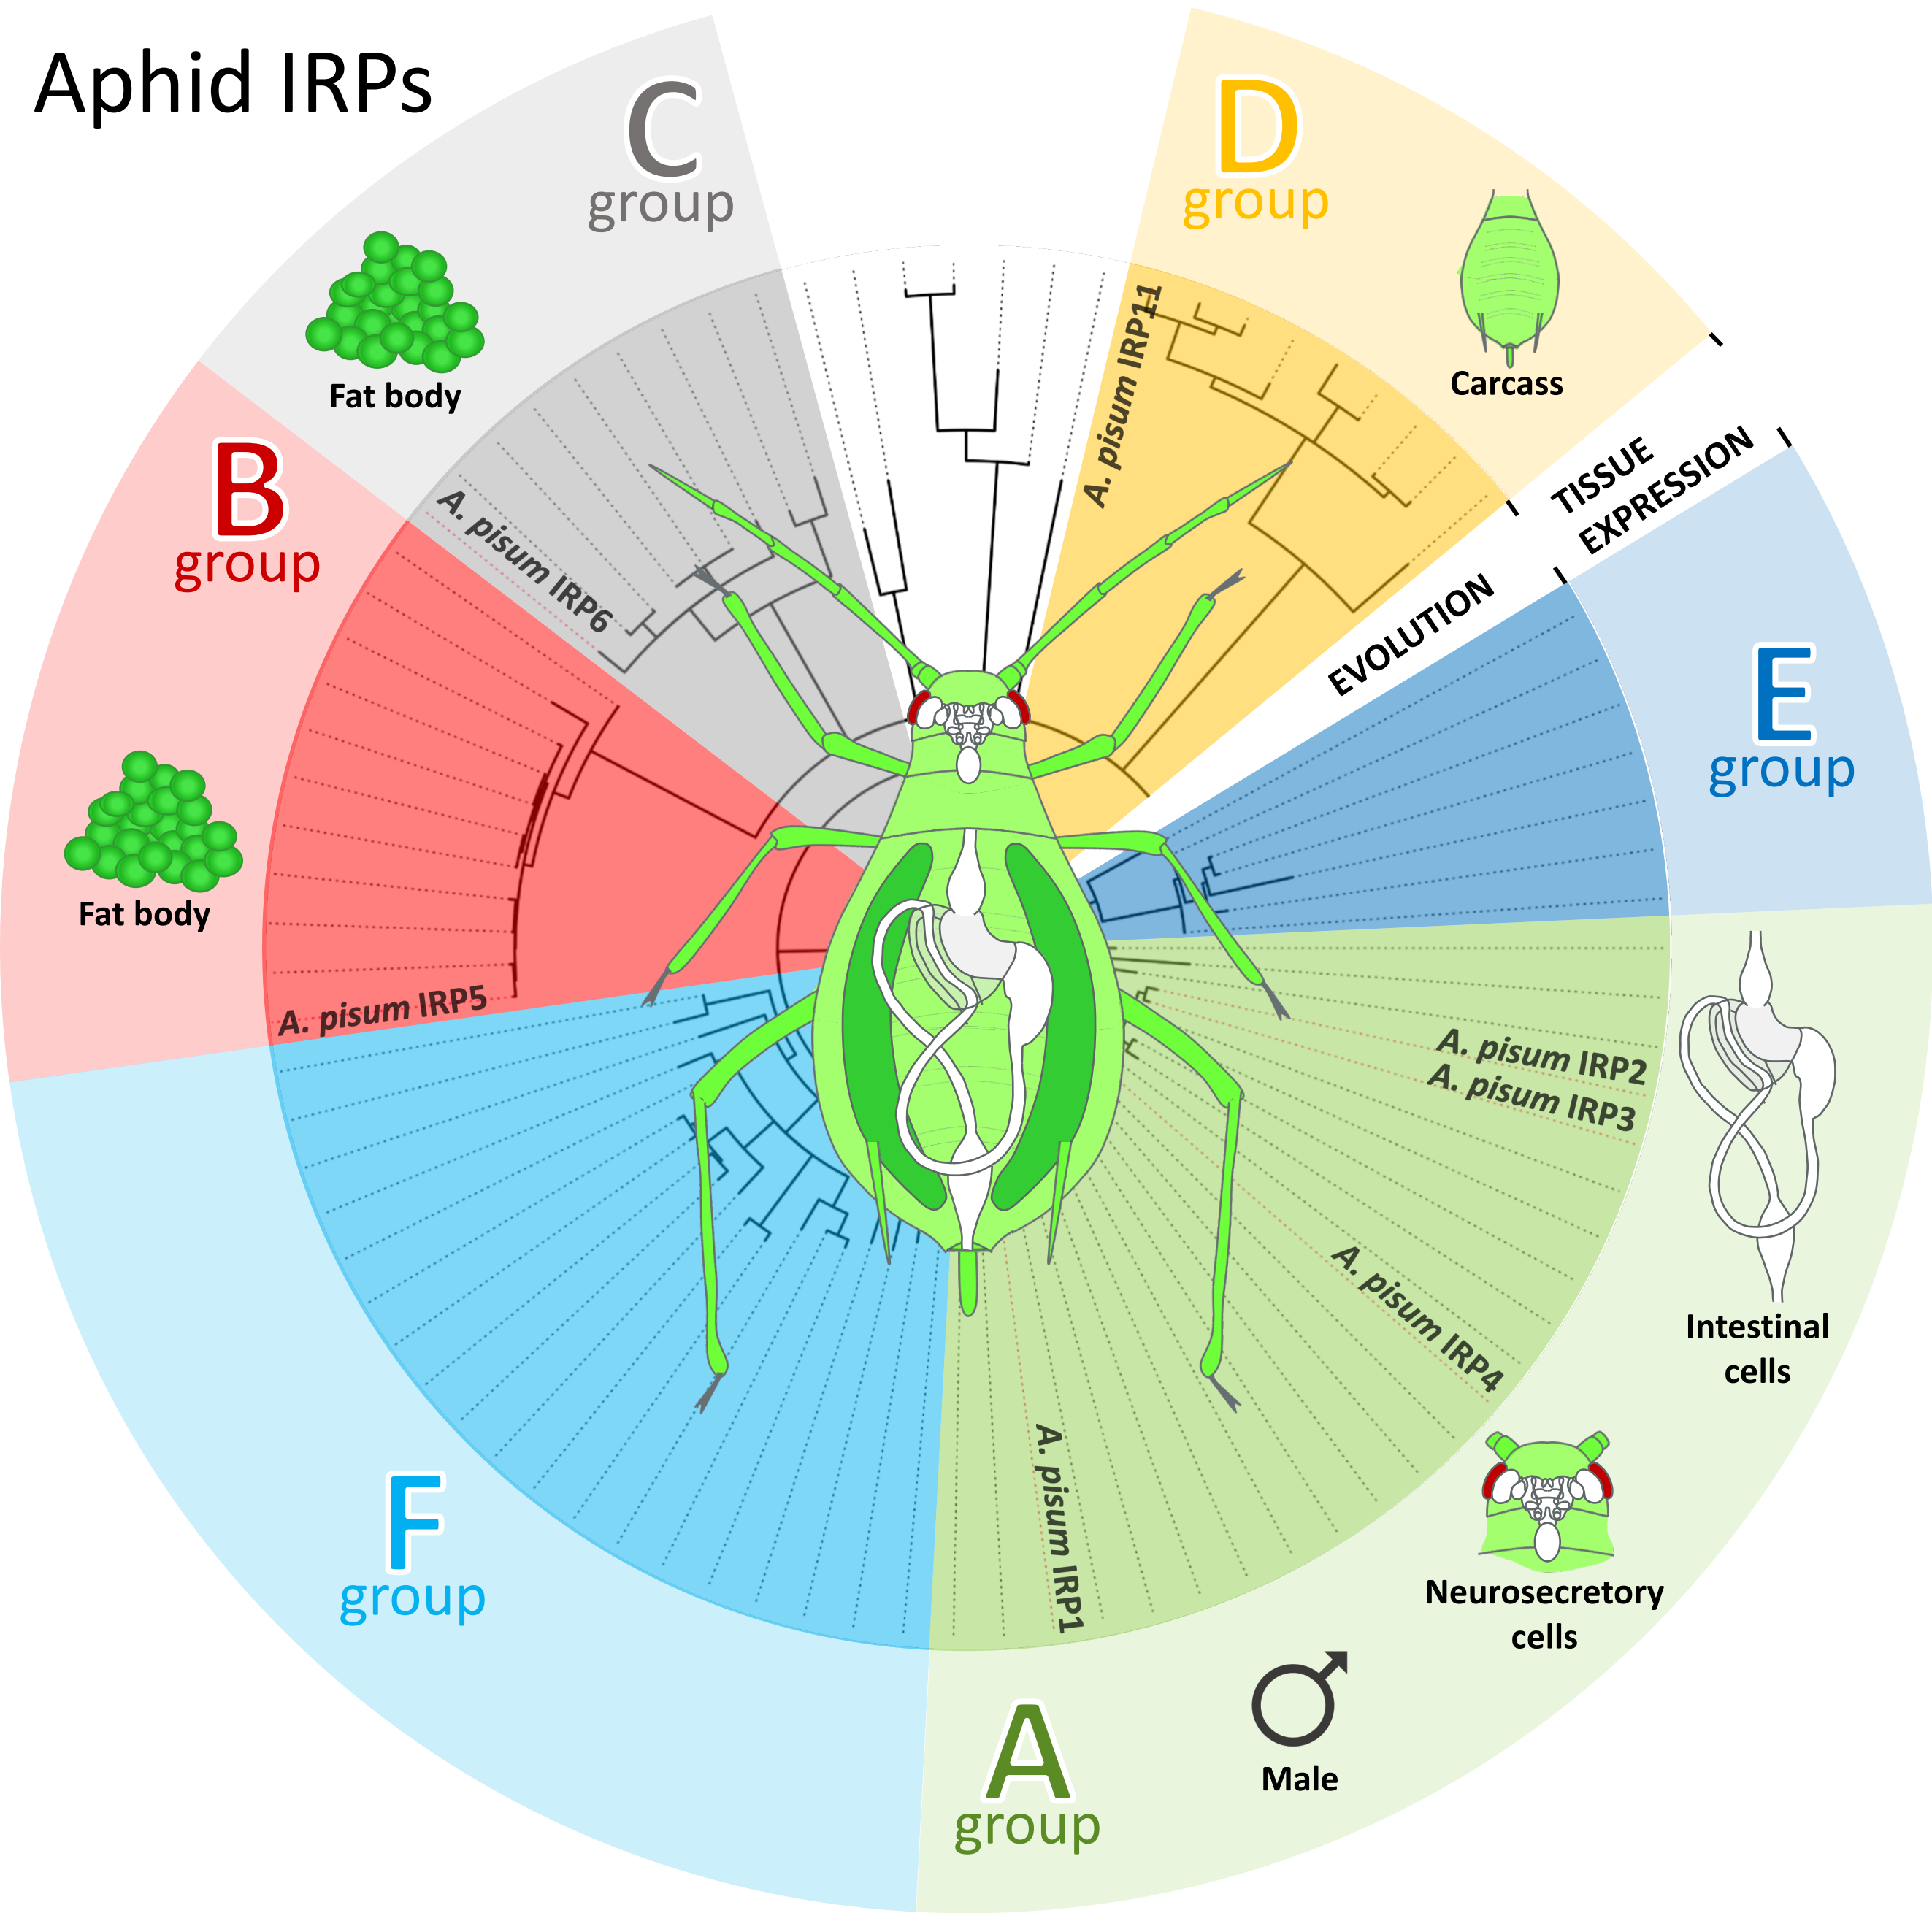 Aphid IRPs
C
group
D
group
Fat body
Carcass
A. pisum IRP11
B
group
A. pisum IRP6
TISSUE
EXPRESSION
EVOLUTION
E
group
Fat body
A. pisum IRP5
A. pisum IRP2
A. pisum IRP3
A. pisum IRP4
Intestinal
cells
A. pisum IRP1
F
group
Neurosecretory
cells
A
group
Male